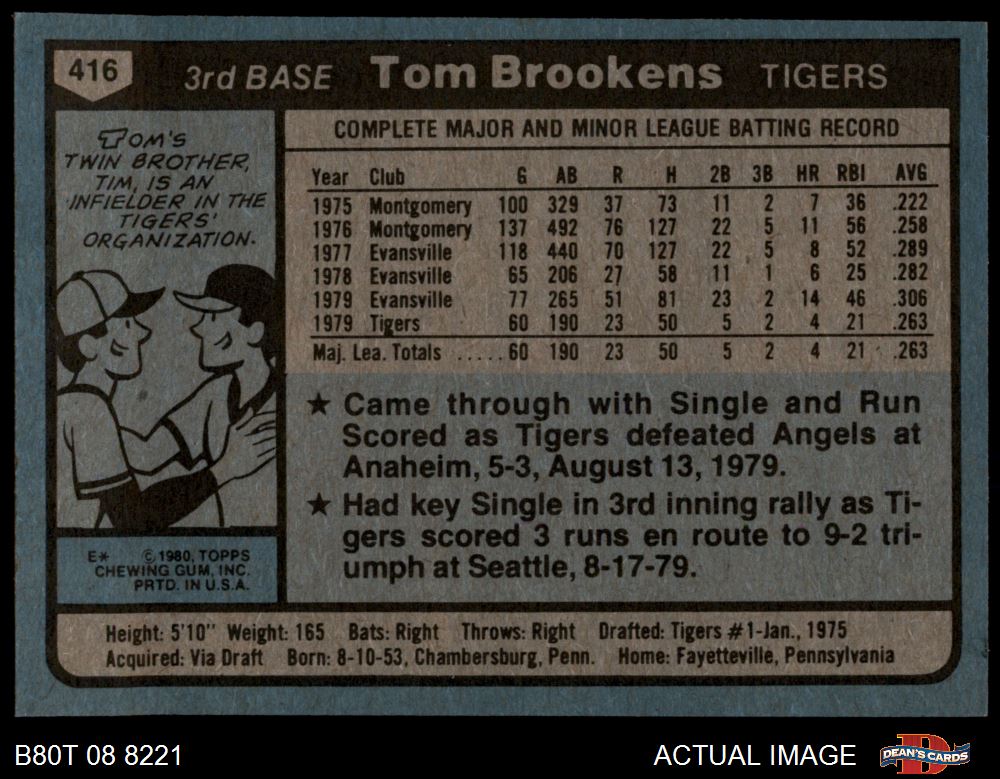 416 3rd BASE Tom Brookens TIGERS
TOM'S
TWIN BROTHER,
TIM, IS AN
INFIELDER IN THE
TIGERS'
ORGANIZATION.
E* © 1980, TOPPS
CHEWING GUM, INC.
PRTD. IN U.S.A.
COMPLETE MAJOR AND MINOR LEAGUE BATTING RECORD
Year Club G AB R H 2B 3B HR RBI AVG
1975 Montgomery 100 329 37 73 11 2 7 36 .222
1976 Montgomery 137 492 76 127 22 5 11 56 .258
1977 Evansville 118 440 70 127 22 5 8 52 .289
1978 Evansville 65 206 27 58 11 1 6 25 .282
1979 Evansville 77 265 51 81 23 2 14 46 .306
1979 Tigers 60 190 23 50 5 2 4 21 .263
Maj. Lea. Totals ..... 60 190 23 50 5 2 4 21 .263
★ Came through with Single and Run
Scored as Tigers defeated Angels at
Anaheim, 5-3, August 13, 1979.
★ Had key Single in 3rd inning rally as Ti-
gers scored 3 runs en route to 9-2 tri-
umph at Seattle, 8-17-79.
Height: 5'10" Weight: 165 Bats: Right Throws: Right Drafted: Tigers #1-Jan., 1975
Acquired: Via Draft Born: 8-10-53, Chambersburg, Penn. Home: Fayetteville, Pennsylvania
B80T 08 8221 ACTUAL IMAGE D DEAN'S CARDS